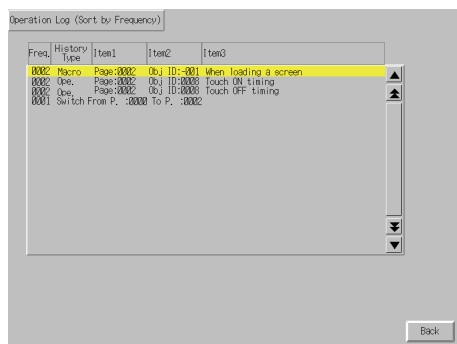 Operation Log (Sort by Frequency)
Freq. History Type Item1 Item2 Item3
0002 Macro Page:0002 Obj ID:-001 When loading a screen
0002 Ope. Page:0002 Obj ID:0008 Touch ON timing
0002 Ope. Page:0002 Obj ID:0008 Touch OFF timing
0001 Switch From P. :0000 To P. :0002
Back